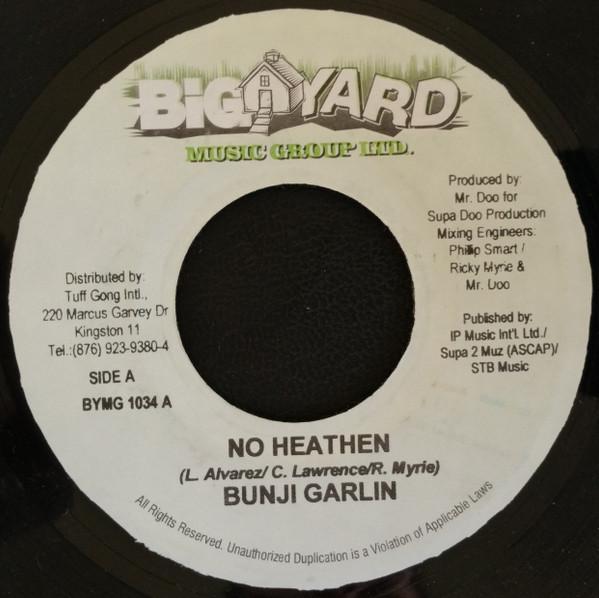 BiG YARD
MUSIC GROUP LTD.
Produced by:
Mr. Doo for
Supa Doo Production
Mixing Engineers:
Phillip Smart /
Ricky Myrie &
Mr. Doo
Published by:
IP Music Int'l. Ltd./
Supa 2 Muz (ASCAP)/
STB Music
Distributed by:
Tuff Gong Intl.,
220 Marcus Garvey Dr
Kingston 11
Tel.:(876) 923-9380-4
SIDE A
BYMG 1034 A
NO HEATHEN
(L. Alvarez/ C. Lawrence/R. Myrie)
BUNJI GARLIN
All Rights Reserved. Unauthorized Duplication is a Violation of Applicable Laws